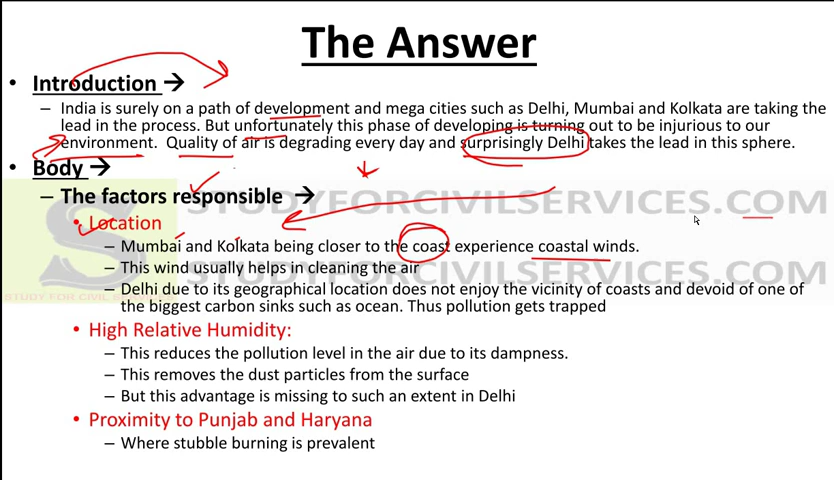 The Answer
• Introduction →
– India is surely on a path of development and mega cities such as Delhi, Mumbai and Kolkata are taking the
lead in the process. But unfortunately this phase of developing is turning out to be injurious to our
environment. Quality of air is degrading every day and surprisingly Delhi takes the lead in this sphere.
• Body →
– The factors responsible →
STUDYFORCIVILSERVICES.COM
• Location
– Mumbai and Kolkata being closer to the coast experience coastal winds.
– This wind usually helps in cleaning the air
STUDYFORCIVILSERVICES.COM
– Delhi due to its geographical location does not enjoy the vicinity of coasts and devoid of one of
the biggest carbon sinks such as ocean. Thus pollution gets trapped
• High Relative Humidity:
– This reduces the pollution level in the air due to its dampness.
– This removes the dust particles from the surface
– But this advantage is missing to such an extent in Delhi
• Proximity to Punjab and Haryana
– Where stubble burning is prevalent